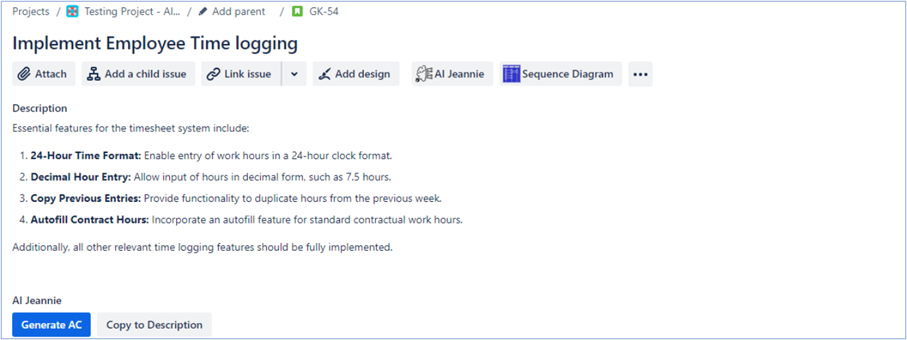 Projects / Testing Project - AI... / Add parent / GK-54
Implement Employee Time logging
Attach Add a child issue Link issue Add design AI Jeannie Sequence Diagram ...
Description
Essential features for the timesheet system include:
1. 24-Hour Time Format: Enable entry of work hours in a 24-hour clock format.
2. Decimal Hour Entry: Allow input of hours in decimal form, such as 7.5 hours.
3. Copy Previous Entries: Provide functionality to duplicate hours from the previous week.
4. Autofill Contract Hours: Incorporate an autofill feature for standard contractual work hours.
Additionally, all other relevant time logging features should be fully implemented.
AI Jeannie
Generate AC Copy to Description